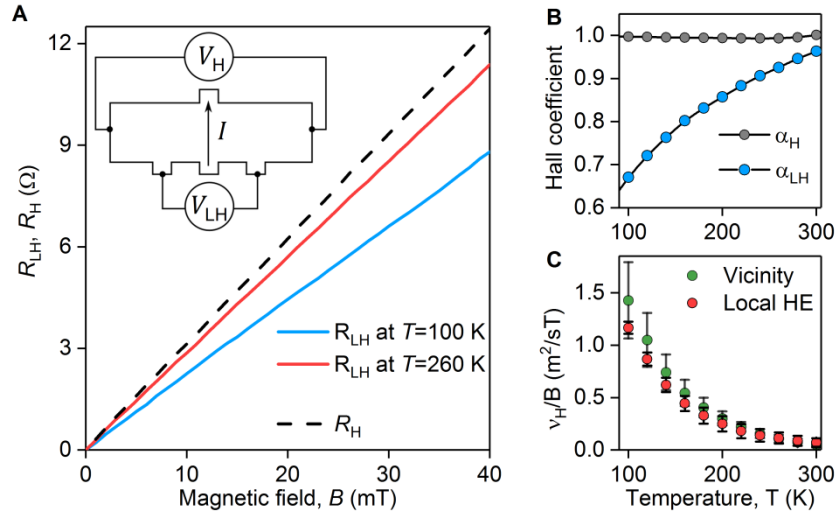 A
12
9
6
3
0
R_LH, R_H (Ω)
V_H
I
V_LH
R_LH at T=100 K
R_LH at T=260 K
R_H
0 10 20 30 40
Magnetic field, B (mT)
B
1.0
0.9
0.8
0.7
0.6
Hall coefficient
α_H
α_LH
100 200 300
C
1.5
1.0
0.5
0.0
ν_H/B (m²/sT)
Vicinity
Local HE
100 200 300
Temperature, T (K)